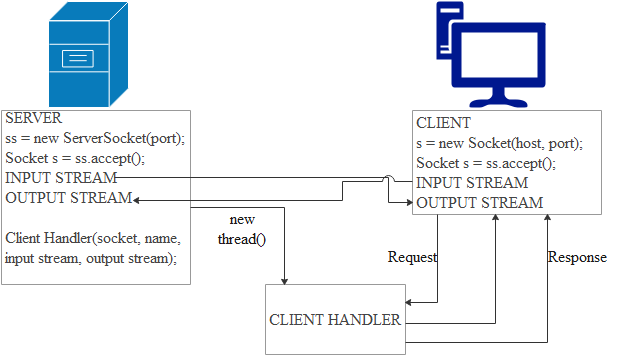 SERVER
ss = new ServerSocket(port);
Socket s = ss.accept();
INPUT STREAM
OUTPUT STREAM
Client Handler(socket, name,
input stream, output stream);
CLIENT
s = new Socket(host, port);
Socket s = ss.accept();
INPUT STREAM
OUTPUT STREAM
new
thread()
Request
Response
CLIENT HANDLER